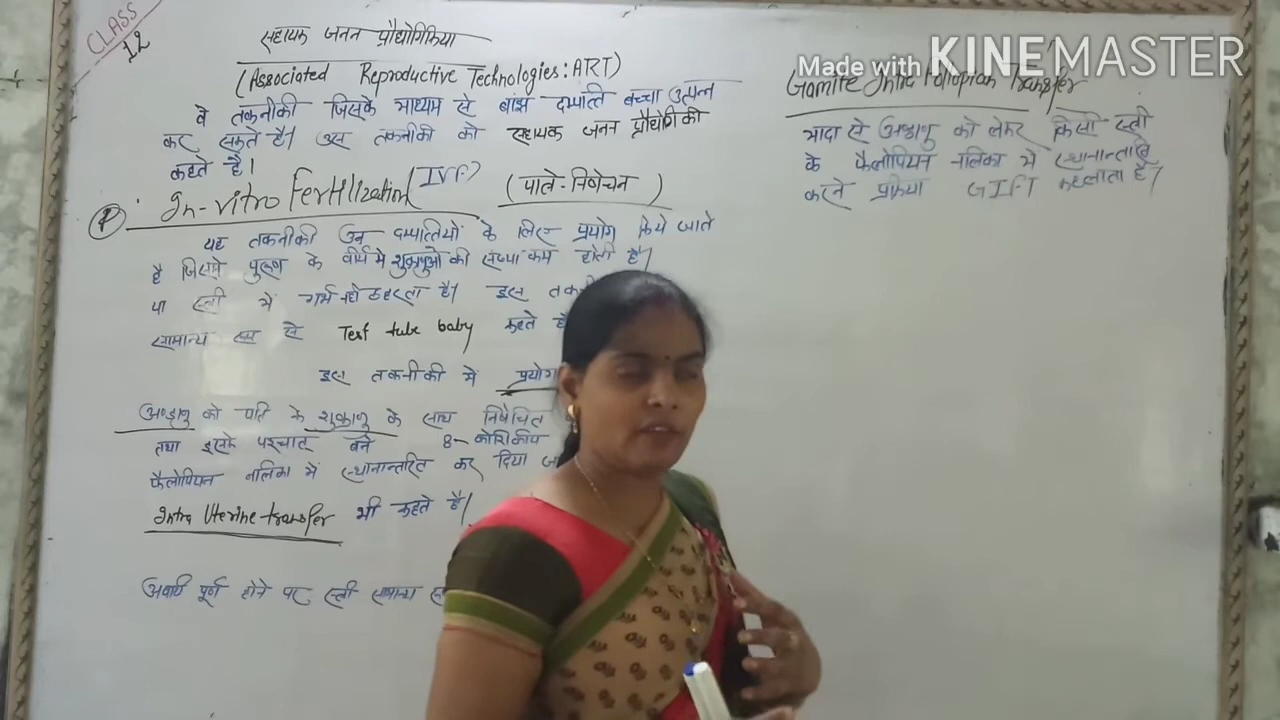 CLASS
12
सहायक जनन प्रौद्योगिकिया
(Associated Reproductive Technologies: ART)
वे तकनीकी जिसके माध्यम से बाझ दम्पत्ति बच्चा उत्पन्न
कर सकते है। उस तकनीकी को सहायक जनन प्रौद्योगिकी
कहते है।
In-vitro Fertilization (IVF) (पात्रे-निषेचन)
यह तकनीकी उन दम्पत्तियों के लिए प्रयोग किये जाते
है जिसमे पुरुष के वीर्य मे शुक्राणुओ की संख्या कम होती है।
या स्त्री में गर्भ नही ठहरता है। इस
सामान्य रूप से Test tube baby कहते
इस तकनीकी में प्रयोग
अण्डाणु को पति के शुक्राणु के साथ निषेचित
तथा इसके पश्चात् बने 8-
फैलोपियन नलिका में स्थानान्तरित कर दिया
Intra Uterine transfer भी कहते है।
अवधि पूर्ण होने पर स्त्री सामान्य
Made with KINEMASTER
Gamite Intra Fallopian Transfer
मादा से अण्डाणु को लेकर किसी स्त्री
के फैलोपियन नलिका में
करने प्रक्रिया GIFT कहलाता है।